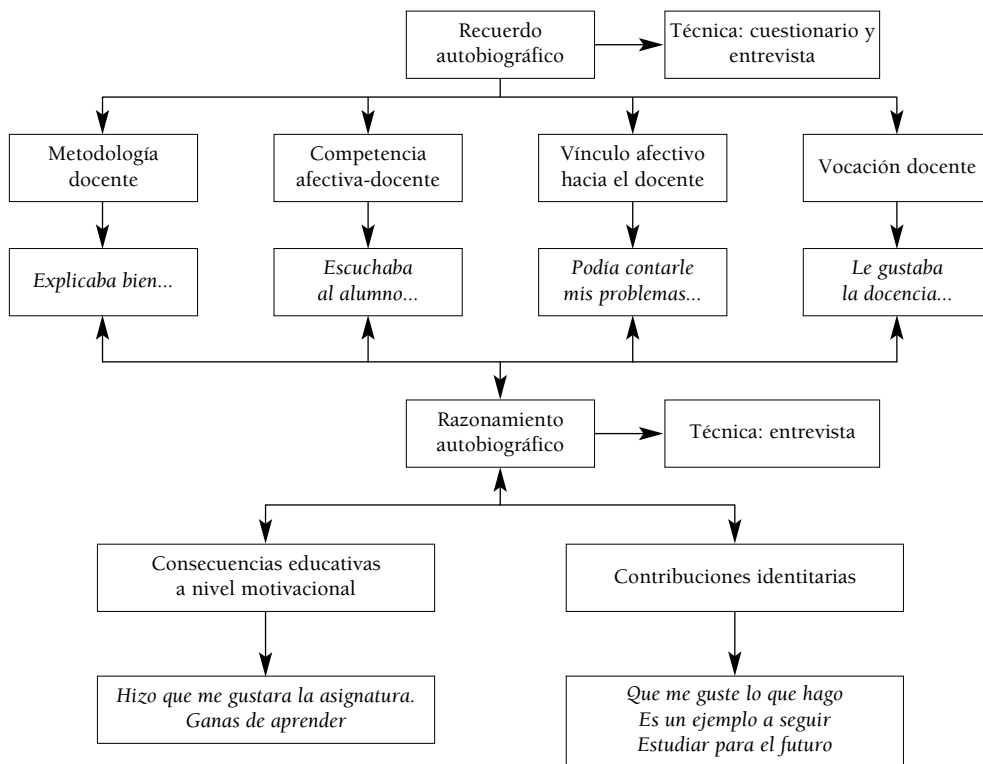 Recuerdo
autobiográfico
Técnica: cuestionario y
entrevista
Metodología
docente
Competencia
afectiva-docente
Vínculo afectivo
hacia el docente
Vocación docente
Explicaba bien...
Escuchaba
al alumno...
Podía contarle
mis problemas...
Le gustaba
la docencia...
Razonamiento
autobiográfico
Técnica: entrevista
Consecuencias educativas
a nivel motivacional
Contribuciones identitarias
Hizo que me gustara la asignatura.
Ganas de aprender
Que me guste lo que hago
Es un ejemplo a seguir
Estudiar para el futuro